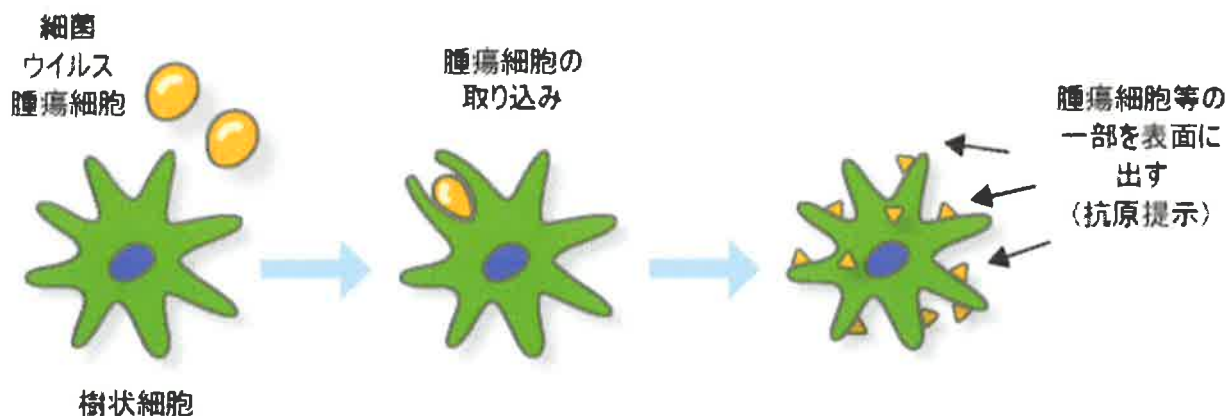 細菌
ウイルス
腫瘍細胞
腫瘍細胞の
取り込み
腫瘍細胞等の
一部を表面に
出す
(抗原提示)
樹状細胞